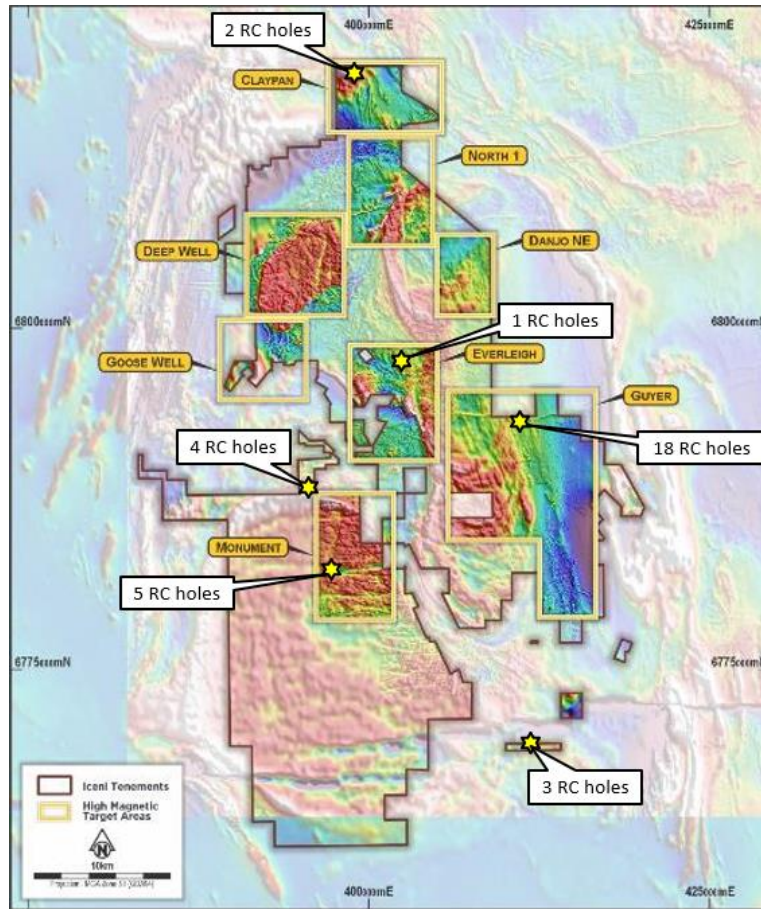 400000mE
425000mE
2 RC holes
CLAYPAN
NORTH 1
DEEP WELL
DANJO NE
6800000mN
6800000mN
1 RC holes
EVERLEIGH
GOOSE WELL
GUYER
4 RC holes
18 RC holes
MONUMENT
5 RC holes
6775000mN
6775000mN
3 RC holes
Iceni Tenements
High Magnetic
Target Areas
N
10km
400000mE
425000mE